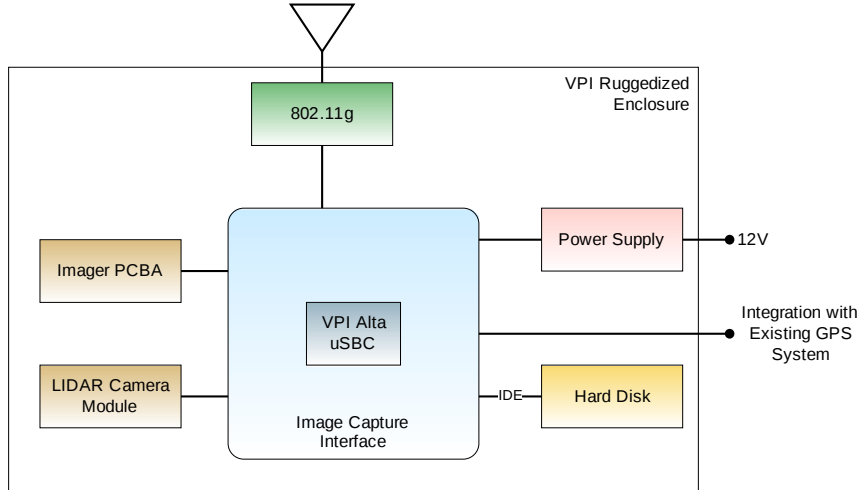 VPI Ruggedized
Enclosure
802.11g
Imager PCBA
Power Supply
12V
VPI Alta
uSBC
Integration with
Existing GPS
System
LIDAR Camera
Module
IDE
Hard Disk
Image Capture
Interface